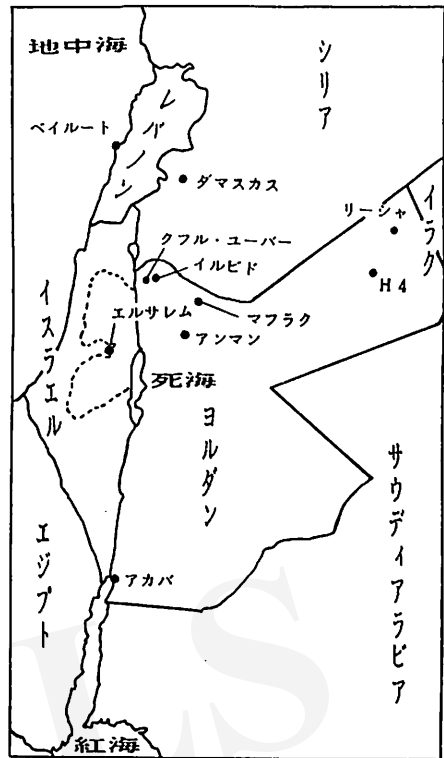 地中海
シリア
レバノン
ベイルート
ダマスカス
イラク
リーシャ
クフル・ユーバー
イルビド
H4
イスラエル
エルサレム
マフラク
アンマン
死海
ヨルダン
サウディアラビア
エジプト
アカバ
紅海
LS